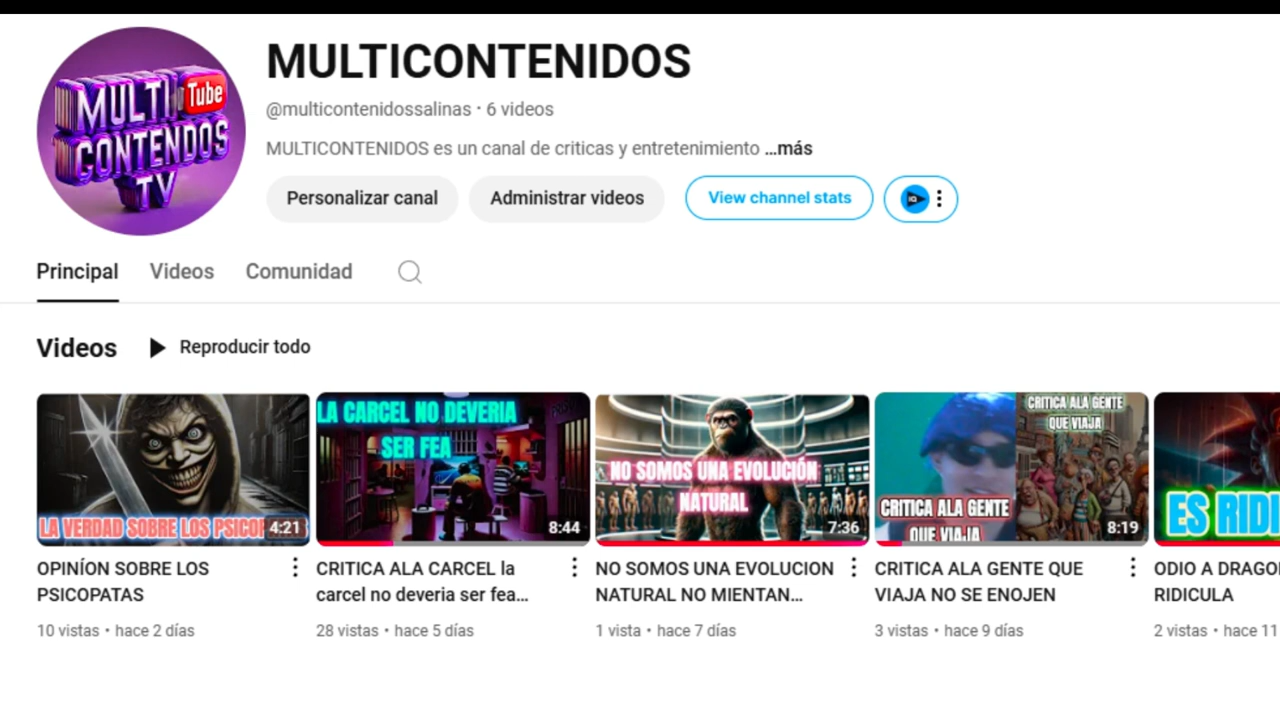 MULTI Tube
CONTENDOS
TV
MULTICONTENIDOS
@multicontenidossalinas • 6 videos
MULTICONTENIDOS es un canal de criticas y entretenimiento ...más
Personalizar canal
Administrar videos
View channel stats
IQ
Principal
Videos
Comunidad
Videos
Reproducir todo
LA VERDAD SOBRE LOS PSICOP
4:21
LA CARCEL NO DEVERIA
SER FEA
8:44
NO SOMOS UNA EVOLUCIÓN
NATURAL
7:36
CRITICA ALA GENTE
QUE VIAJA
CRITICA ALA GENTE
QUE VIAJA
8:19
ES RIDI
OPINÍON SOBRE LOS
PSICOPATAS
10 vistas • hace 2 días
CRITICA ALA CARCEL la
carcel no deveria ser fea...
28 vistas • hace 5 días
NO SOMOS UNA EVOLUCION
NATURAL NO MIENTAN...
1 vista • hace 7 días
CRITICA ALA GENTE QUE
VIAJA NO SE ENOJEN
3 vistas • hace 9 días
ODIO A DRAGO
RIDICULA
2 vistas • hace 11